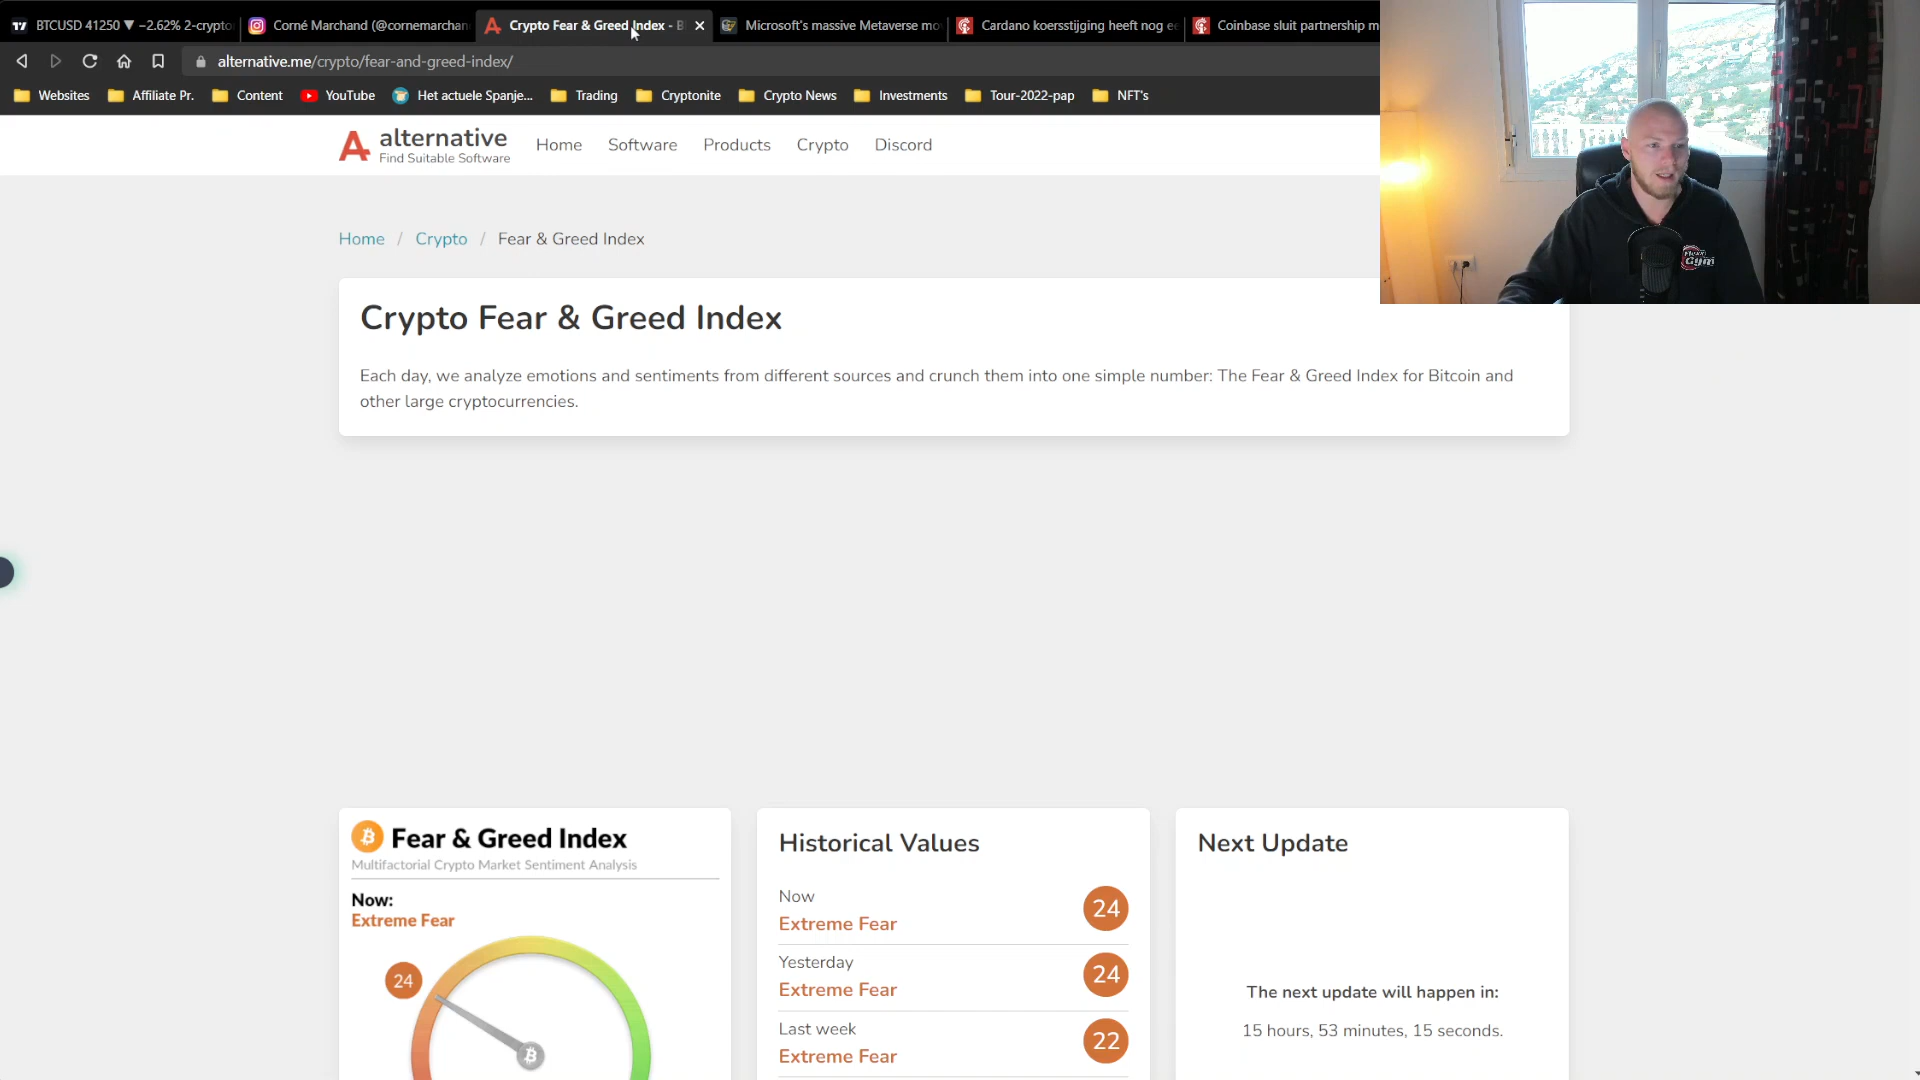 BTCUSD 41250 ▼ −2.62% 2-crypto
Corné Marchand (@cornemarchan
Crypto Fear & Greed Index - B
Microsoft's massive Metaverse mo
Cardano koersstijging heeft nog e
Coinbase sluit partnership m
alternative.me/crypto/fear-and-greed-index/
Websites
Affiliate Pr.
Content
YouTube
Het actuele Spanje...
Trading
Cryptonite
Crypto News
Investments
Tour-2022-pap
NFT's
alternative
Find Suitable Software
Home
Software
Products
Crypto
Discord
Home / Crypto / Fear & Greed Index
Crypto Fear & Greed Index
Each day, we analyze emotions and sentiments from different sources and crunch them into one simple number: The Fear & Greed Index for Bitcoin and
other large cryptocurrencies.
Fear & Greed Index
Multifactorial Crypto Market Sentiment Analysis
Now:
Extreme Fear
24
Historical Values
Now
Extreme Fear
24
Yesterday
Extreme Fear
24
Last week
Extreme Fear
22
Next Update
The next update will happen in:
15 hours, 53 minutes, 15 seconds.
Gym